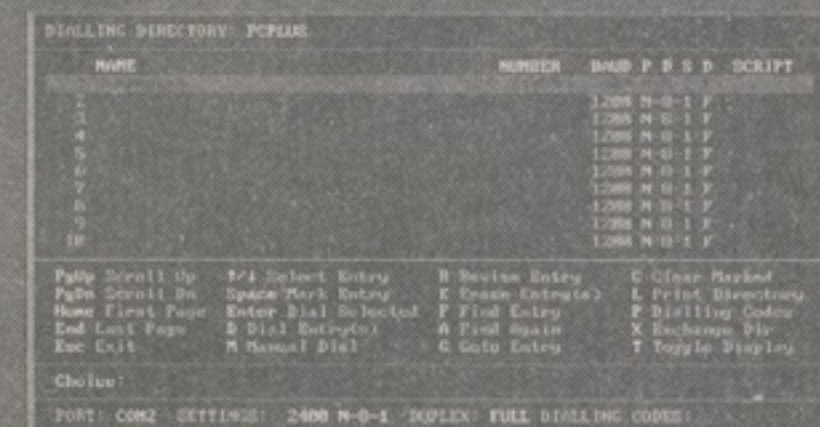 DIALLING DIRECTORY: PCPLUS
NAME NUMBER BAUD P D S D SCRIPT
2 1200 N-8-1 F
3 1200 N-8-1 F
4 1200 N-8-1 F
5 1200 N-8-1 F
6 1200 N-8-1 F
7 1200 N-8-1 F
8 1200 N-8-1 F
9 1200 N-8-1 F
10 1200 N-8-1 F
PgUp Scroll Up ↑/↓ Select Entry R Revise Entry C Clear Marked
PgDn Scroll Dn Space Mark Entry E Erase Entry(s) L Print Directory
Home First Page Enter Dial Selected F Find Entry P Dialling Codes
End Last Page D Dial Entry(s) A Find Again X Exchange Dir
Esc Exit M Manual Dial G Goto Entry T Toggle Display
Choice:
PORT: COM2 SETTINGS: 2400 N-8-1 DUPLEX: FULL DIALLING CODES: